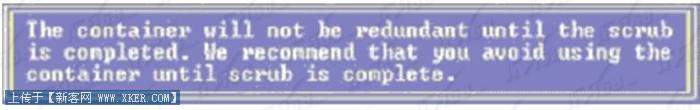 The container will not be redundant until the scrub
is completed. We recommend that you avoid using the
container until scrub is complete.
上传于【新客网 www.XKER.COM】